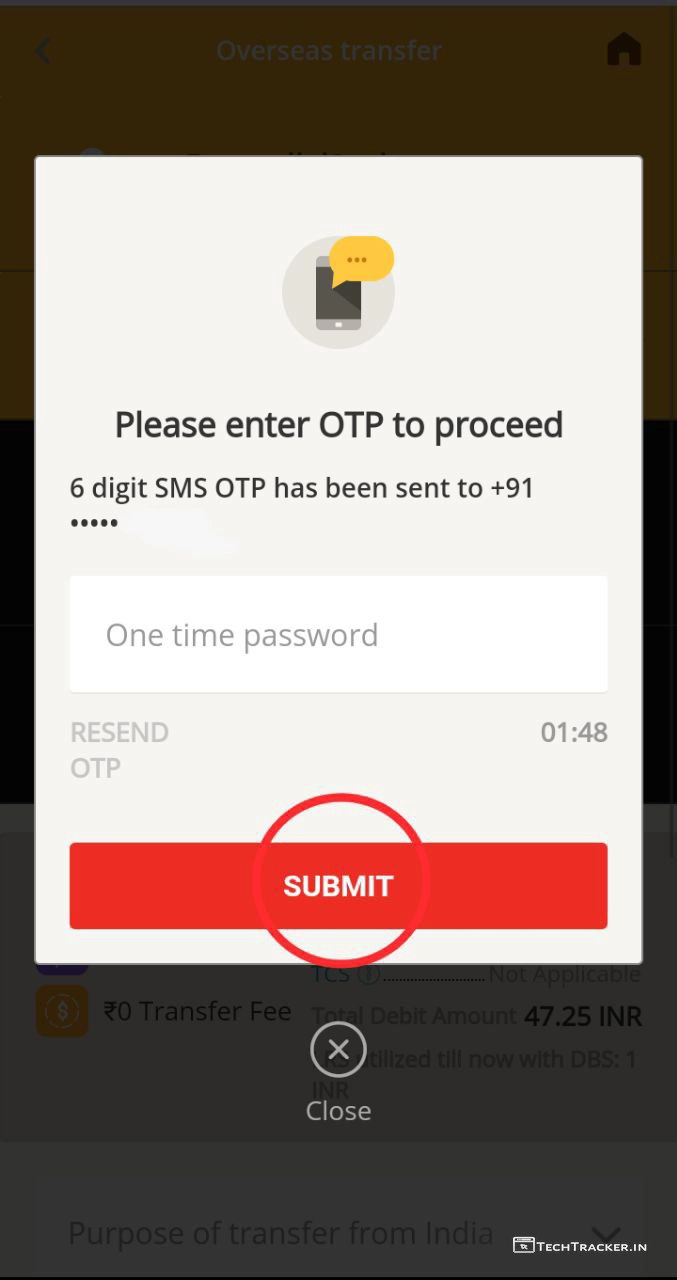 Overseas transfer
Please enter OTP to proceed
6 digit SMS OTP has been sent to +91
•••••
One time password
RESEND
OTP
01:48
SUBMIT
TCS Not Applicable
₹0 Transfer Fee
Total Debit Amount 47.25 INR
utilized till now with DBS: 1
INR
Close
Purpose of transfer from India
TECHTRACKER.IN